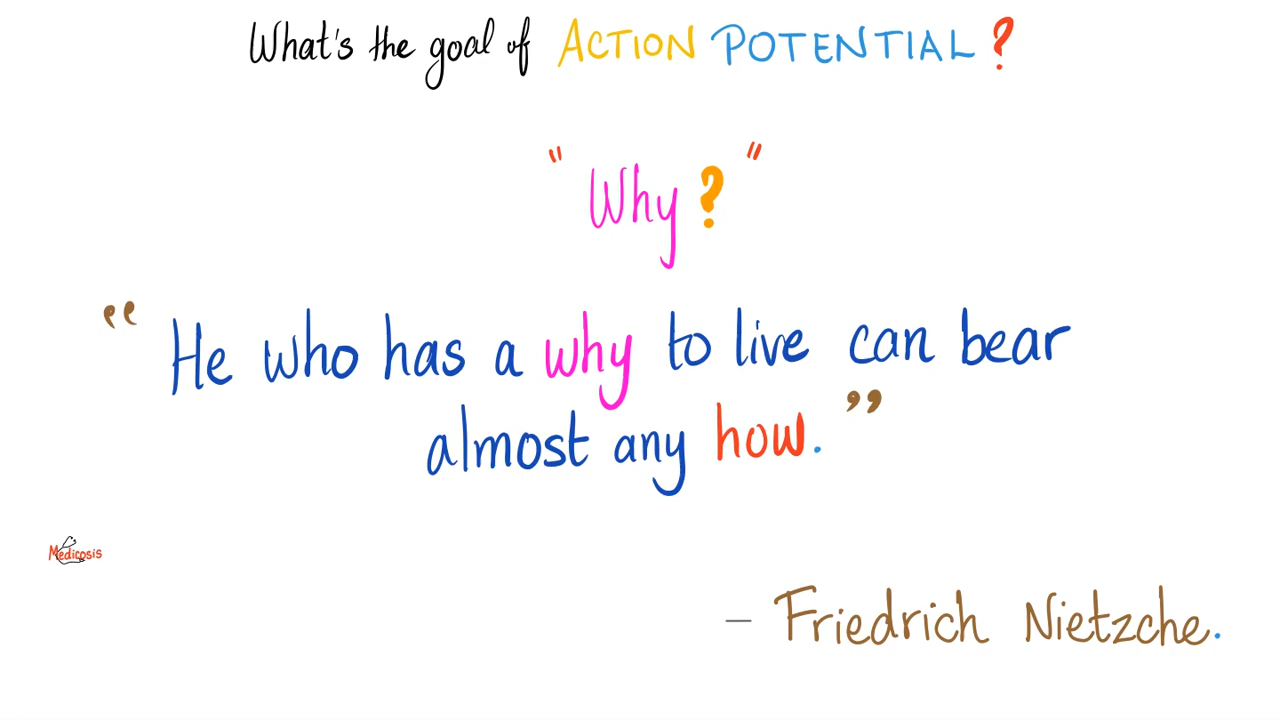 What's the goal of ACTION POTENTIAL?
"Why?"
“He who has a why to live can bear
almost any how.”
Medicosis
– Friedrich Nietzche.